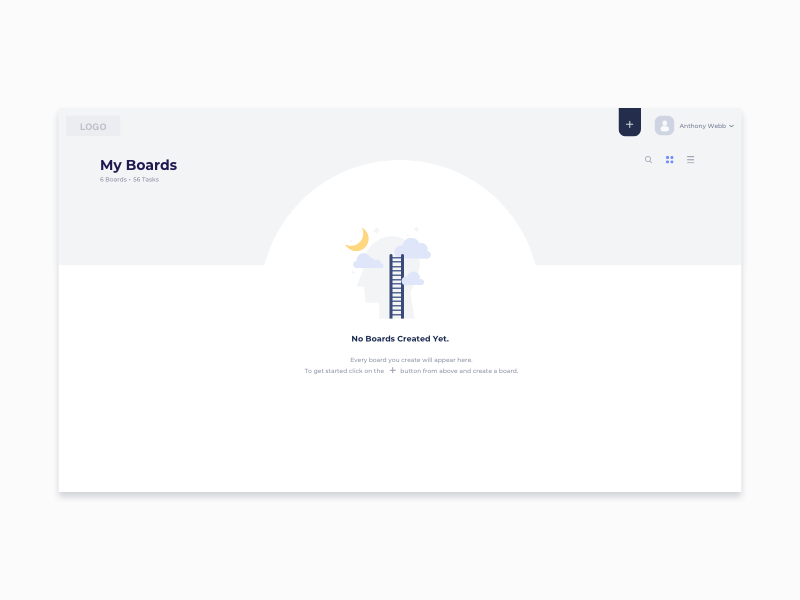 LOGO
Anthony Webb
My Boards
6 Boards • 56 Tasks
No Boards Created Yet.
Every board you create will appear here.
To get started click on the + button from above and create a board.